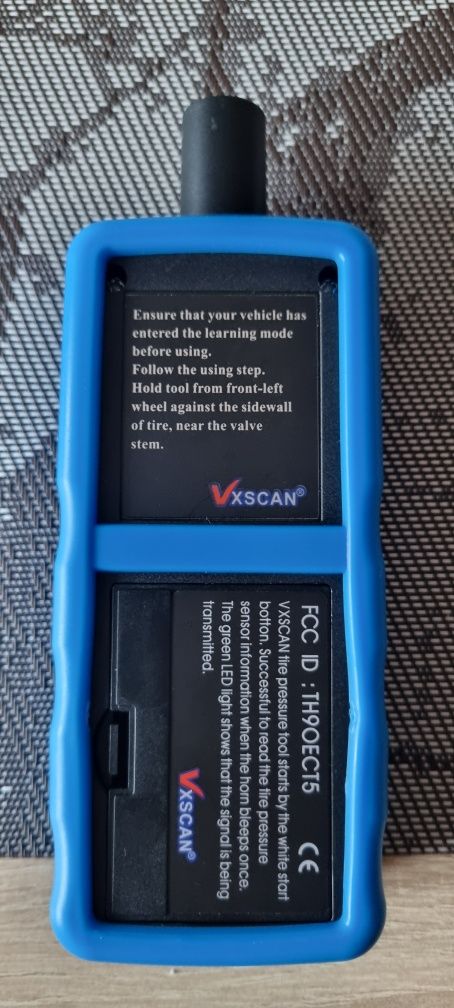 Ensure that your vehicle has
entered the learning mode
before using.
Follow the using step.
Hold tool from front-left
wheel against the sidewall
of tire, near the valve
stem.
VXSCAN®
FCC ID : TH9OECT5 CE
VXSCAN tire pressure tool starts by the white start
botton. Successful to read the tire pressure
sensor information when the horn bleeps once.
The green LED light shows that the signal is being
transmitted.
VXSCAN®